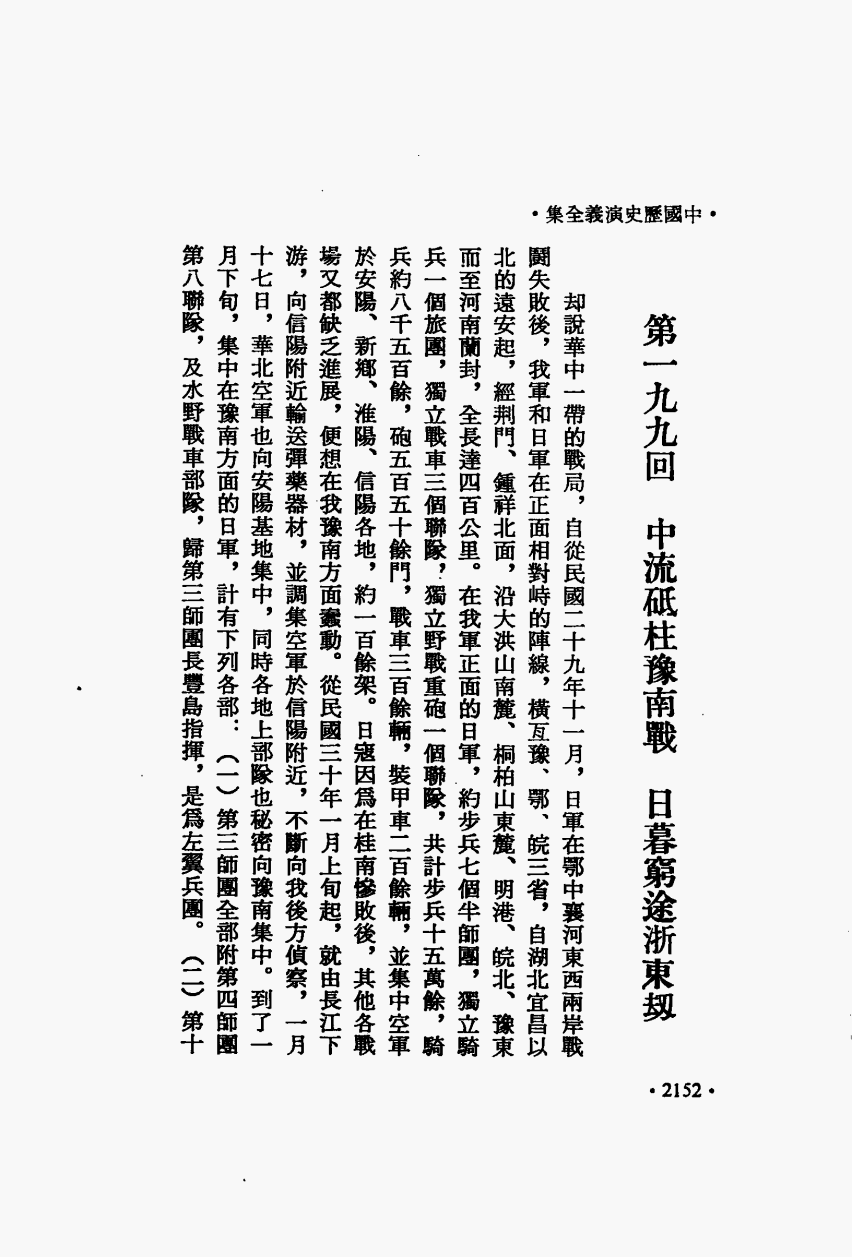 •中國歷史演義全集•
第一九九回　中流砥柱豫南戰　日暮窮途浙東刼
却說華中一帶的戰局，自從民國二十九年十一月，日軍在鄂中襄河東西兩岸戰
鬪失敗後，我軍和日軍在正面相對峙的陣線，橫亙豫、鄂、皖三省，自湖北宜昌以
北的遠安起，經荆門、鍾祥北面，沿大洪山南麓、桐柏山東麓、明港、皖北、豫東
而至河南蘭封，全長達四百公里。在我軍正面的日軍，約步兵七個半師團，獨立騎
兵一個旅團，獨立戰車三個聯隊，獨立野戰重砲一個聯隊，共計步兵十五萬餘，騎
兵約八千五百餘，砲五百五十餘門，戰車三百餘輛，裝甲車二百餘輛，並集中空軍
於安陽、新鄉、淮陽、信陽各地，約一百餘架。日寇因爲在桂南慘敗後，其他各戰
場又都缺乏進展，便想在我豫南方面蠢動。從民國三十年一月上旬起，就由長江下
游，向信陽附近輸送彈藥器材，並調集空軍於信陽附近，不斷向我後方偵察，一月
十七日，華北空軍也向安陽基地集中，同時各地上部隊也秘密向豫南集中。到了一
月下旬，集中在豫南方面的日軍，計有下列各部：（一）第三師團全部附第四師團
第八聯隊，及水野戰車部隊，歸第三師團長豐島指揮，是爲左翼兵團。（二）第十
•2152•